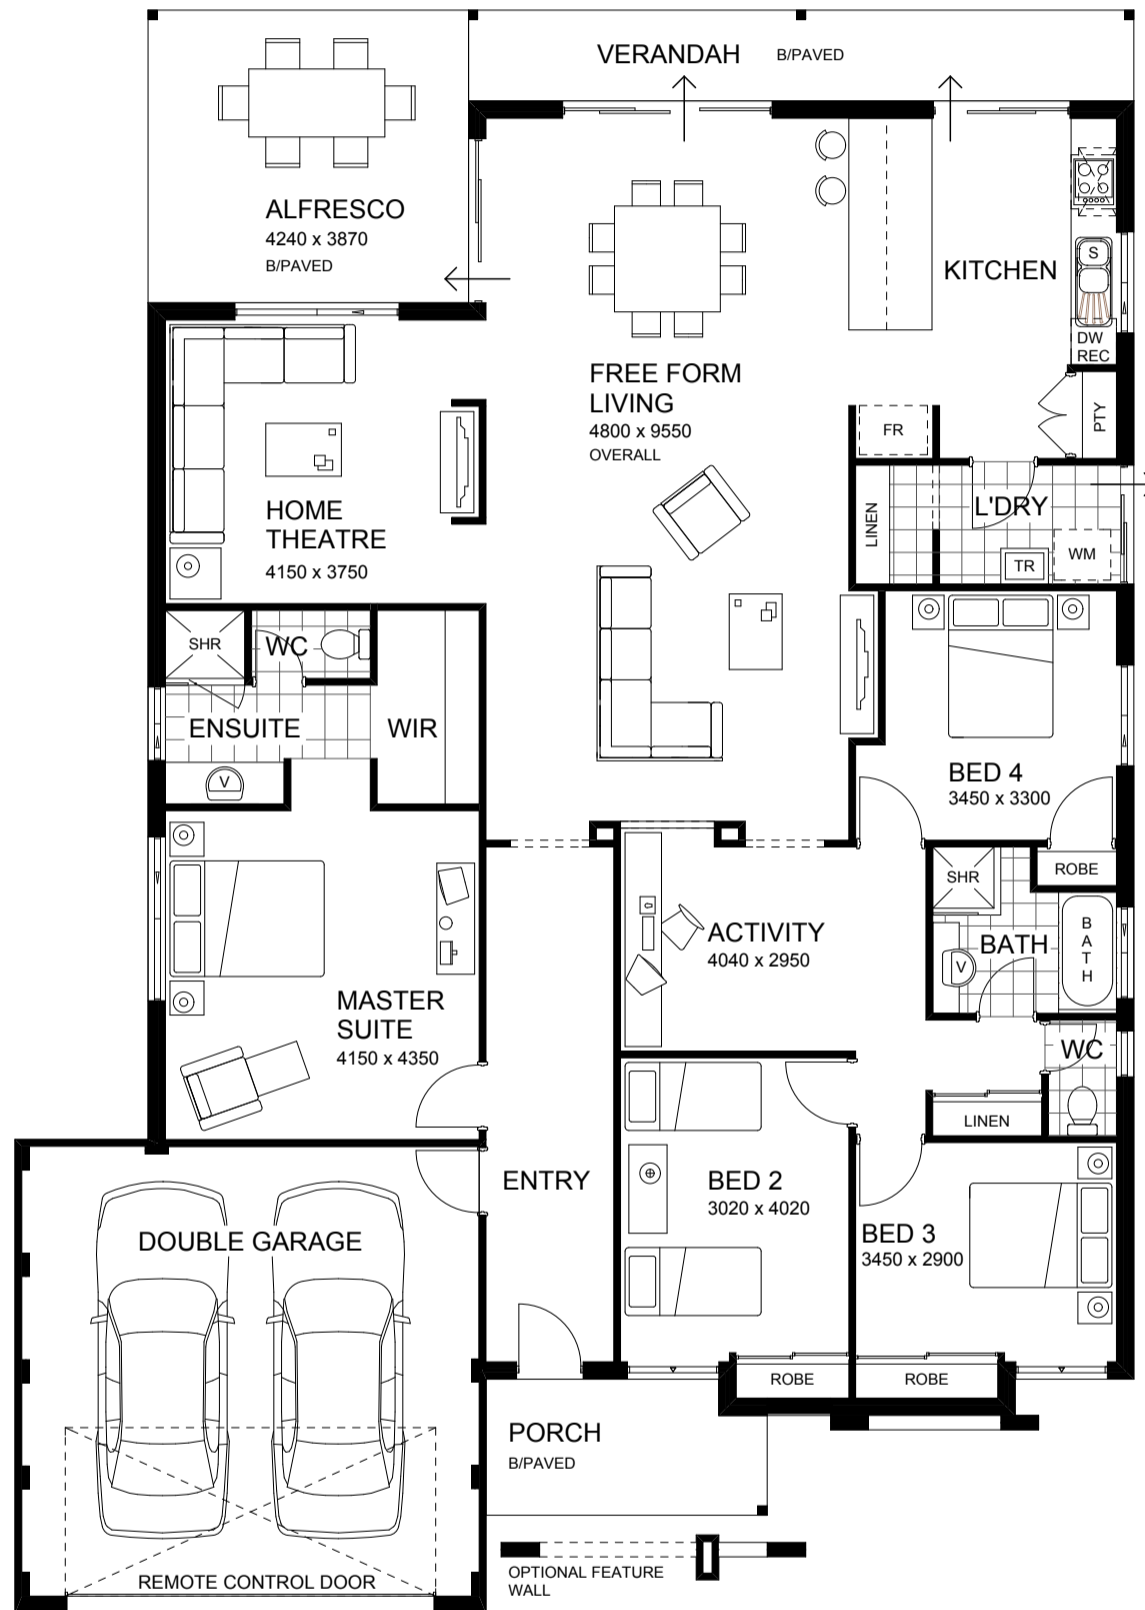 VERANDAH B/PAVED
ALFRESCO
4240 x 3870
B/PAVED
KITCHEN
S
DW
REC
PTY
FR
FREE FORM
LIVING
4800 x 9550
OVERALL
HOME
THEATRE
4150 x 3750
LINEN
L'DRY
TR
WM
SHR
WC
ENSUITE
WIR
V
BED 4
3450 x 3300
ROBE
SHR
BATH
BATH
V
ACTIVITY
4040 x 2950
MASTER
SUITE
4150 x 4350
WC
LINEN
ENTRY
BED 2
3020 x 4020
BED 3
3450 x 2900
DOUBLE GARAGE
ROBE
ROBE
PORCH
B/PAVED
REMOTE CONTROL DOOR
OPTIONAL FEATURE
WALL